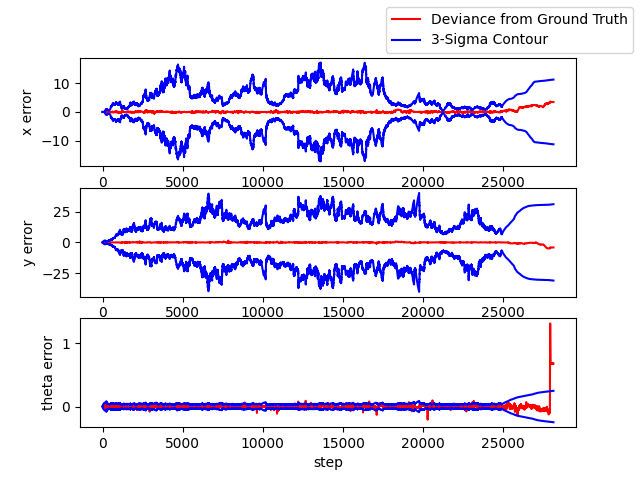 Deviance from Ground Truth
3-Sigma Contour
x error
10
0
−10
0 5000 10000 15000 20000 25000
y error
25
0
−25
0 5000 10000 15000 20000 25000
theta error
1
0
0 5000 10000 15000 20000 25000
step